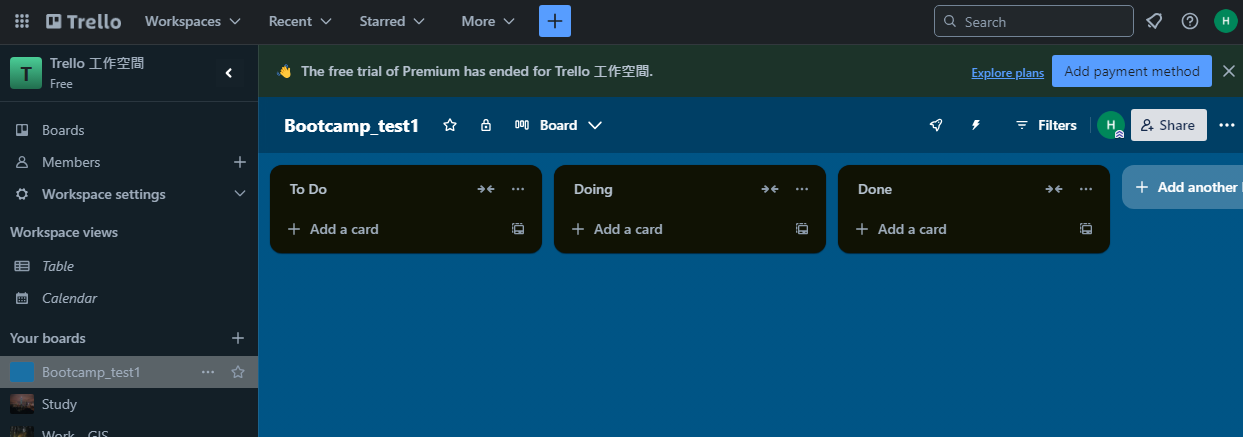 Trello Workspaces Recent Starred More Search H
T Trello 工作空間
Free
👋 The free trial of Premium has ended for Trello 工作空間. Explore plans Add payment method
Boards
Members
Workspace settings
Workspace views
Table
Calendar
Your boards
Bootcamp_test1
Study
Bootcamp_test1 Board Filters H Share
To Do
Add a card
Doing
Add a card
Done
Add a card
Add another